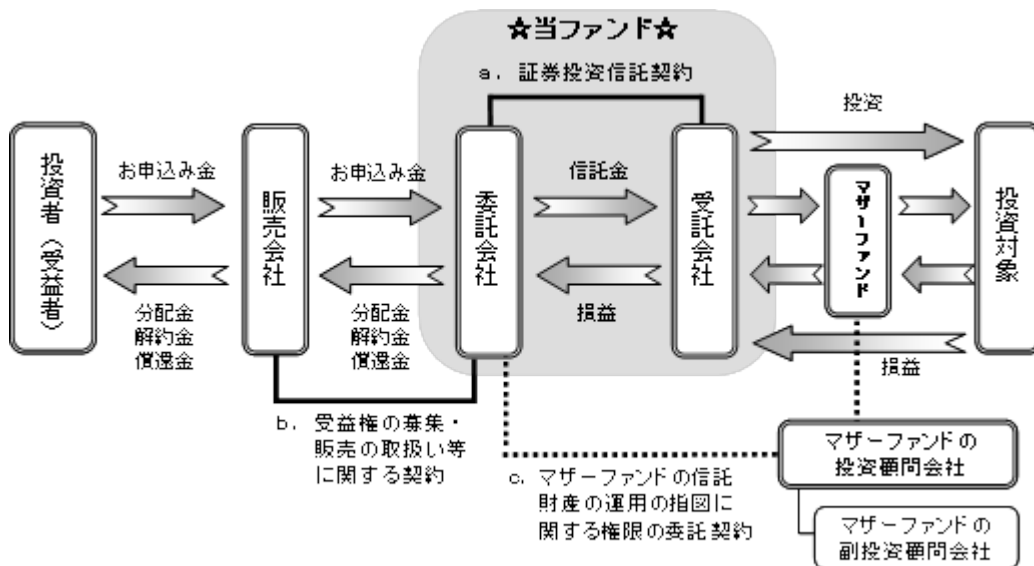 ★当ファンド★
a．証券投資信託契約
投資
投資者（受益者）
お申込み金
販売会社
お申込み金
委託会社
信託金
受託会社
マザーファンド
投資対象
分配金
解約金
償還金
分配金
解約金
償還金
損益
損益
b．受益権の募集・
販売の取扱い等
に関する契約
c．マザーファンドの信託
財産の運用の指図に
関する権限の委託契約
マザーファンドの
投資顧問会社
マザーファンドの
副投資顧問会社